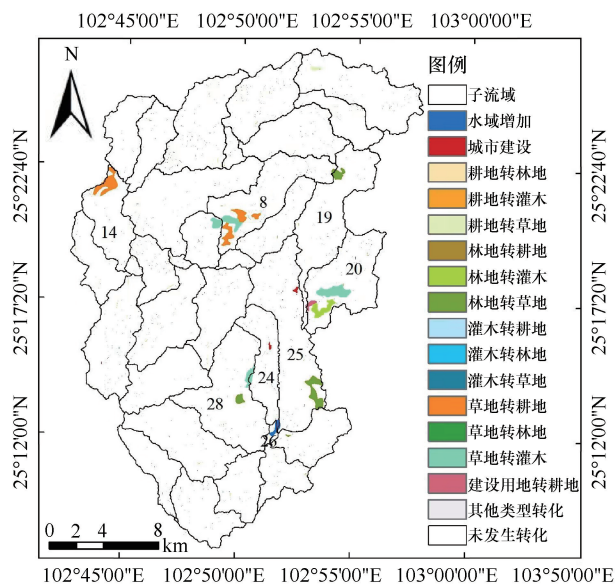 102°45′00″E 102°50′00″E 102°55′00″E 103°00′00″E
N
25°22′40″N
25°17′20″N
25°12′00″N
8
14
19
20
24
25
28
26
0 2 4 8
km
图例
子流域
水域增加
城市建设
耕地转林地
耕地转灌木
耕地转草地
林地转耕地
林地转灌木
林地转草地
灌木转耕地
灌木转林地
灌木转草地
草地转耕地
草地转林地
草地转灌木
建设用地转耕地
其他类型转化
未发生转化
25°22′40″N
25°17′20″N
25°12′00″N
102°45′00″E 102°50′00″E 102°55′00″E 103°00′00″E 103°55′00″E